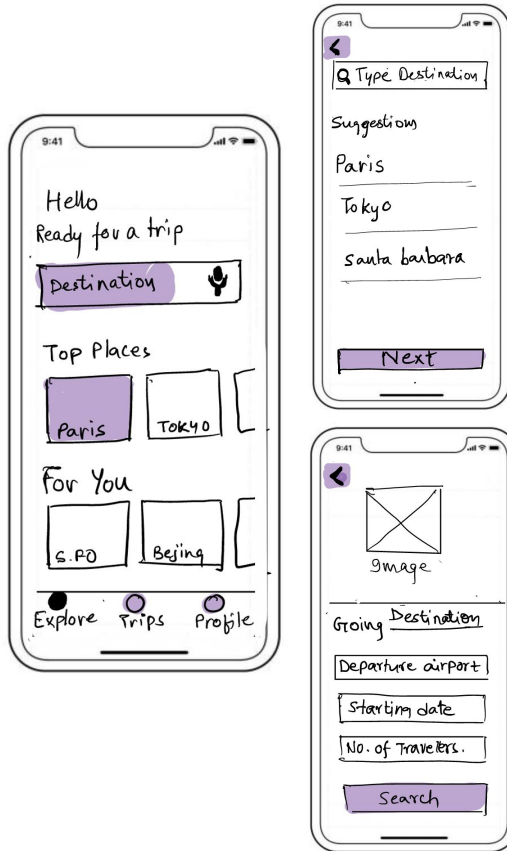 9:41
Hello
Ready for a trip
Destination
Top Places
Paris
TOKYO
For You
S.FO
Bejing
Explore Trips Profile
9:41
Type Destination
Suggestions
Paris
Tokyo
santa barbara
Next
9:41
Image
Going Destination
Departure airport
Starting date
No. of Travelers.
Search